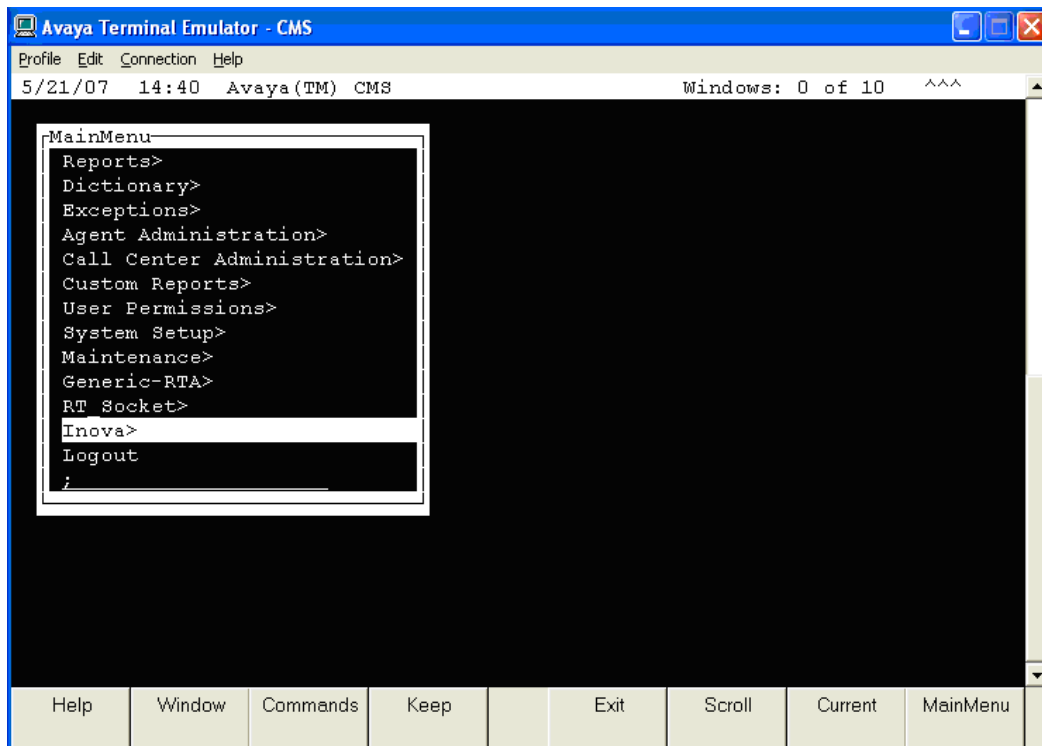 Avaya Terminal Emulator - CMS
Profile Edit Connection Help
5/21/07 14:40 Avaya(TM) CMS Windows: 0 of 10 ^^^
MainMenu
Reports>
Dictionary>
Exceptions>
Agent Administration>
Call Center Administration>
Custom Reports>
User Permissions>
System Setup>
Maintenance>
Generic-RTA>
RT_Socket>
Inova>
Logout
;
Help Window Commands Keep Exit Scroll Current MainMenu